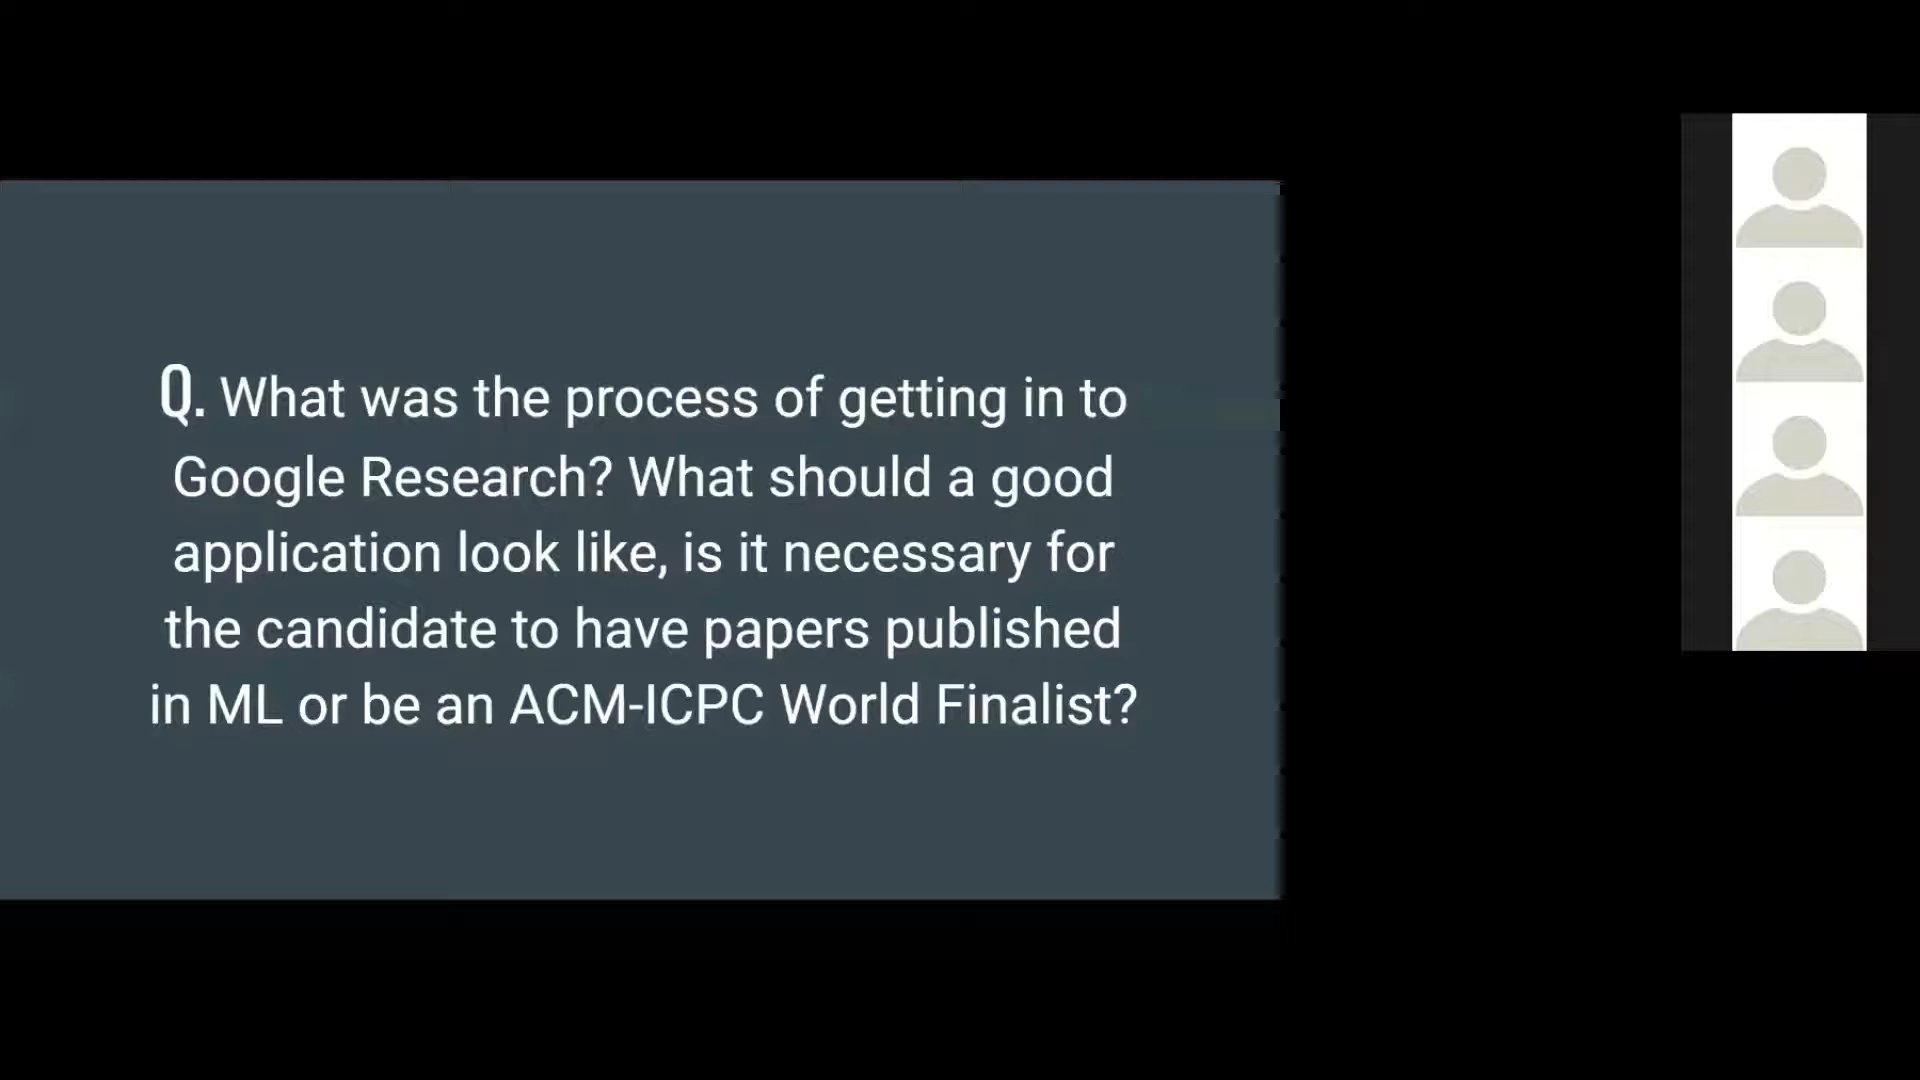 Q. What was the process of getting in to
Google Research? What should a good
application look like, is it necessary for
the candidate to have papers published
in ML or be an ACM-ICPC World Finalist?